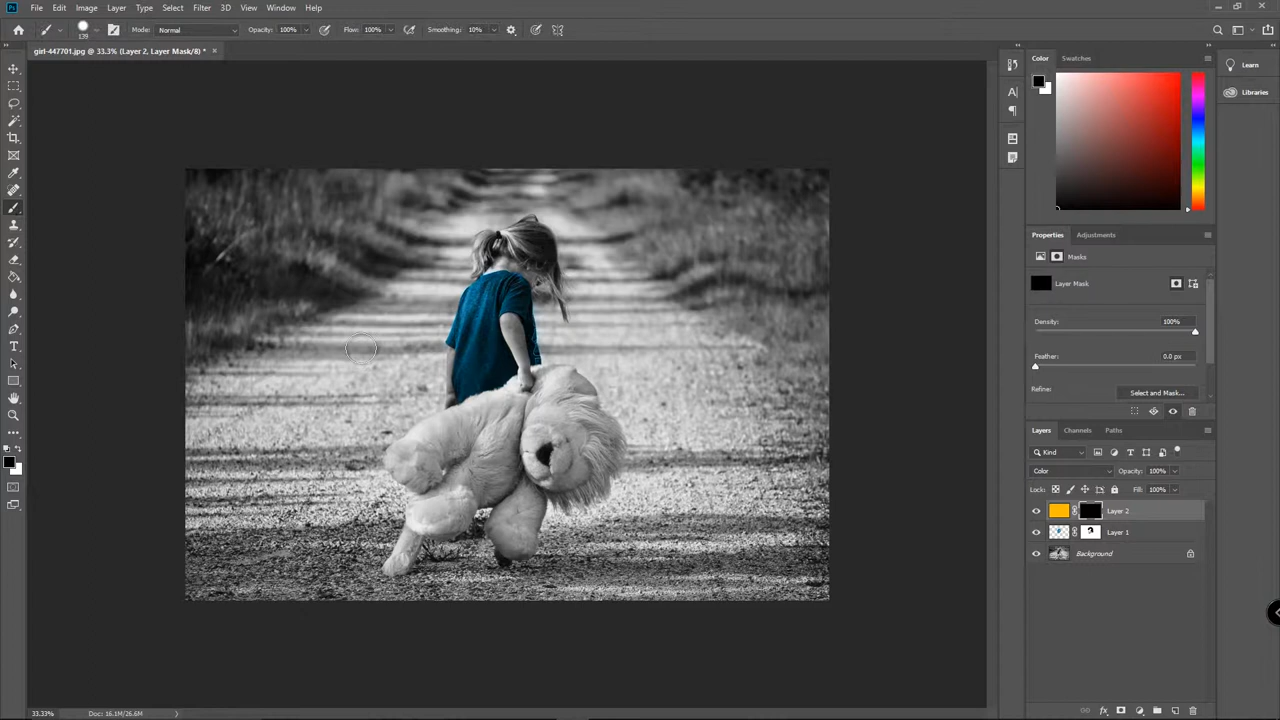 File Edit Image Layer Type Select Filter 3D View Window Help
139 Mode: Normal Opacity: 100% Flow: 100% Smoothing: 10%
girl-447701.jpg @ 33.3% (Layer 2, Layer Mask/8) * ×
Color Swatches
Learn
Libraries
Properties Adjustments
Masks
Layer Mask
Density: 100%
Feather: 0.0 px
Refine: Select and Mask...
Layers Channels Paths
Kind
Color Opacity: 100%
Lock: Fill: 100%
Layer 2
Layer 1
Background
33.33% Doc: 16.1M/26.6M